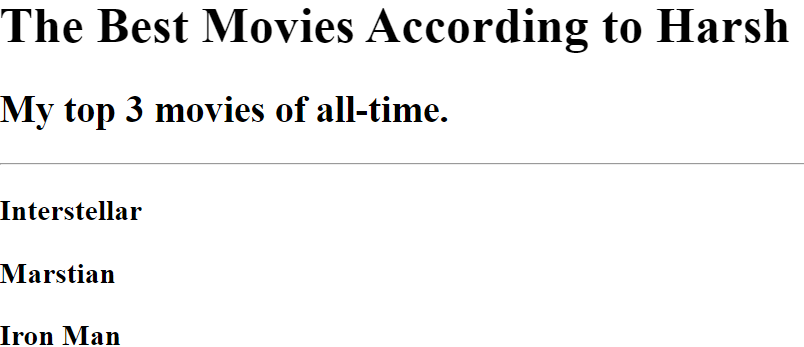 The Best Movies According to Harsh
My top 3 movies of all-time.
Interstellar
Marstian
Iron Man